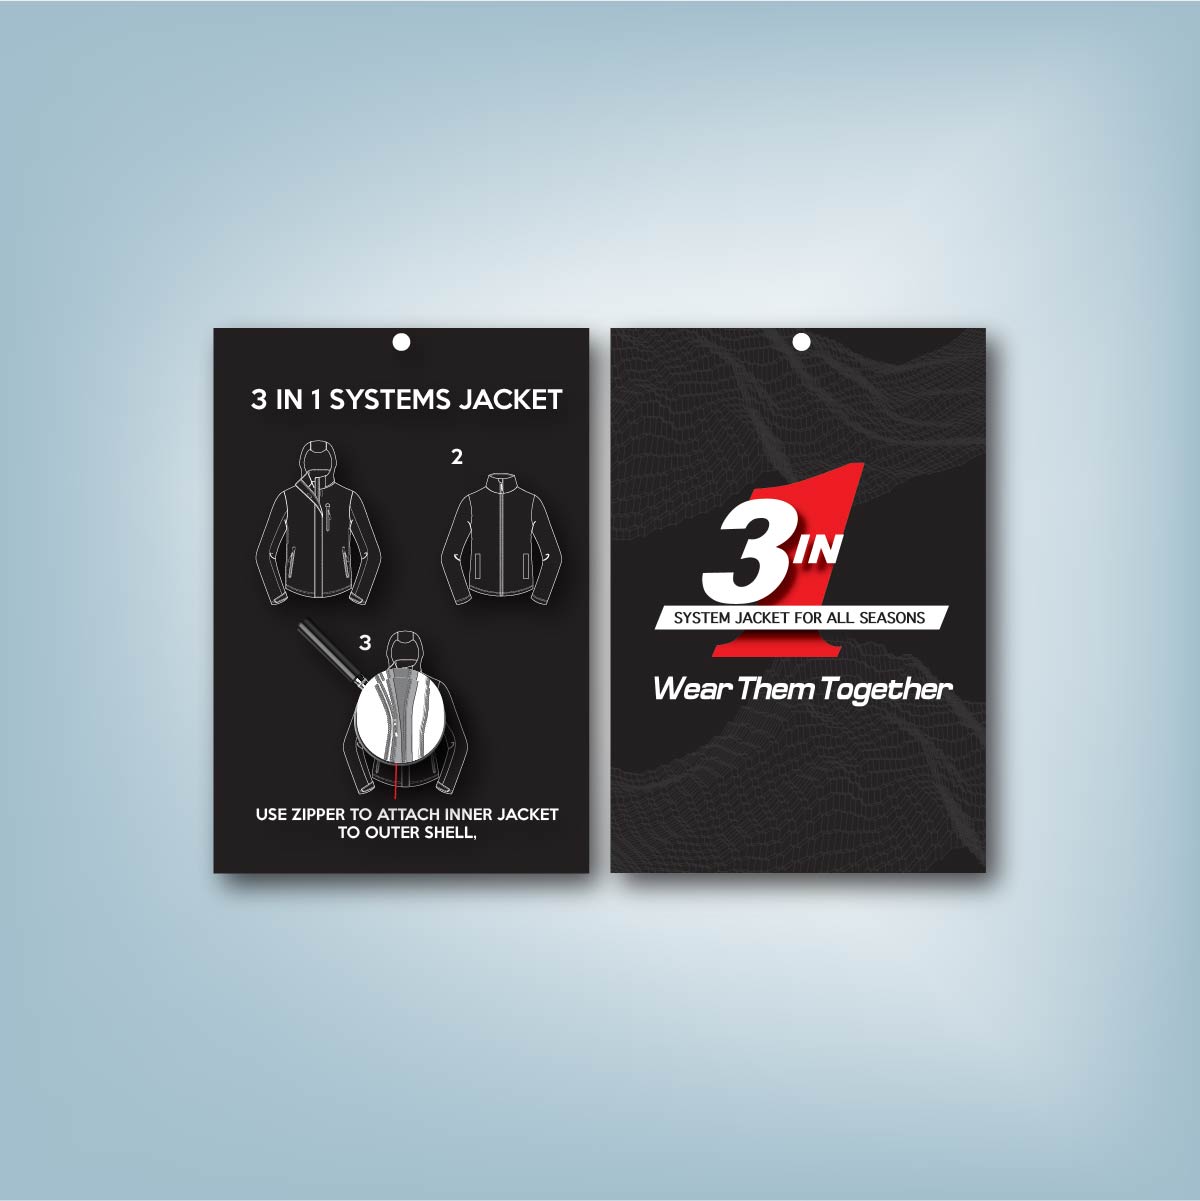 3 IN 1 SYSTEMS JACKET
2
3
USE ZIPPER TO ATTACH INNER JACKET
TO OUTER SHELL,
3 IN 1
SYSTEM JACKET FOR ALL SEASONS
Wear Them Together